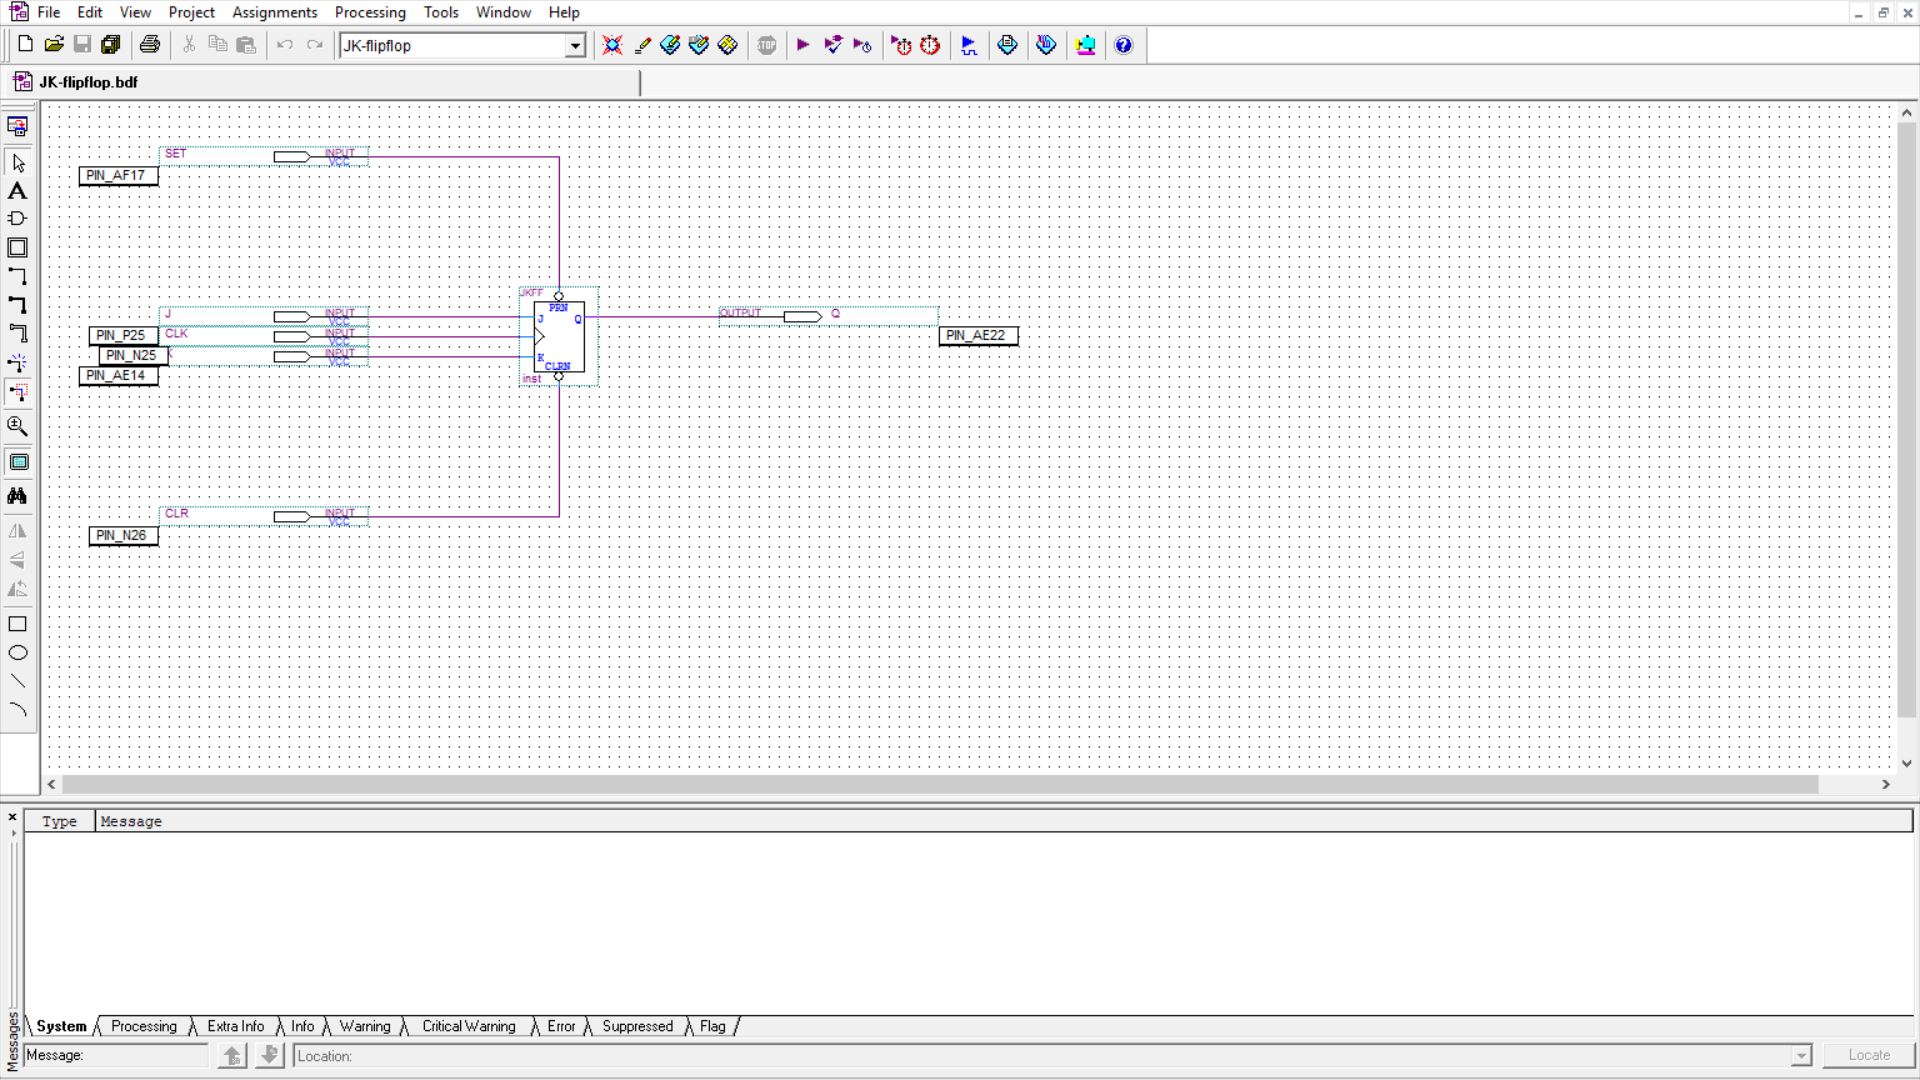 File Edit View Project Assignments Processing Tools Window Help
JK-flipflop
STOP
JK-flipflop.bdf
SET INPUT
VCC
PIN_AF17
JKFF
PRN
J INPUT
VCC
J Q
OUTPUT Q
PIN_P25 CLK INPUT
VCC
PIN_AE22
PIN_N25 INPUT
VCC
K
CLRN
PIN_AE14
inst
CLR INPUT
VCC
PIN_N26
Type Message
System Processing Extra Info Info Warning Critical Warning Error Suppressed Flag
Messages
Message: Location: Locate